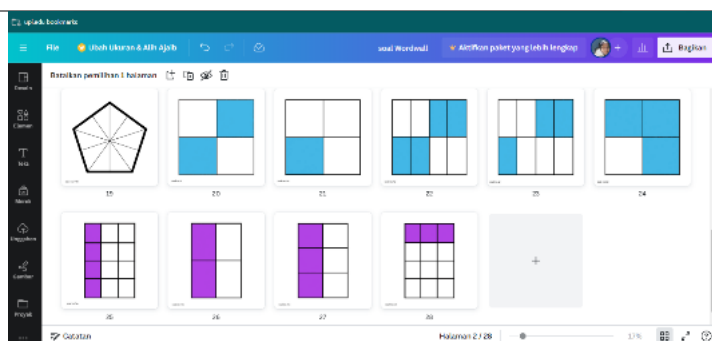 upladu bookmarks
File
Ubah Ukuran & Alih Ajaib
soal Wordwall
Aktifkan paket yang lebih lengkap
Bagikan
Batalkan pemilihan 1 halaman
Desain
Elemen
Teks
Merek
Unggahan
Gambar
Proyek
19
20
21
22
23
24
25
26
27
28
Catatan
Halaman 2 / 28
17%